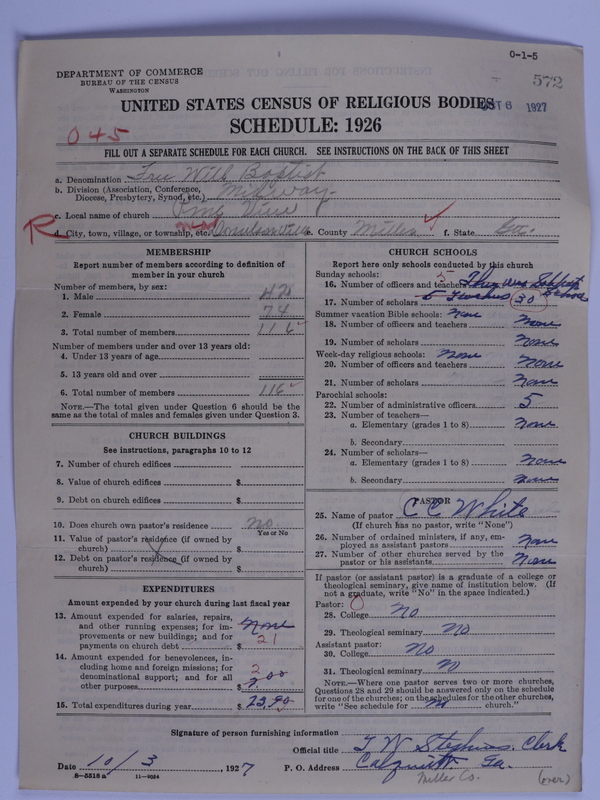 0-1-5
572
DEPARTMENT OF COMMERCE
BUREAU OF THE CENSUS
WASHINGTON
UNITED STATES CENSUS OF RELIGIOUS BODIES
6 1927
SCHEDULE: 1926
045
FILL OUT A SEPARATE SCHEDULE FOR EACH CHURCH. SEE INSTRUCTIONS ON THE BACK OF THIS SHEET
a. Denomination Free Will Baptist
b. Division (Association, Conference, Diocese, Presbytery, Synod, etc.) Midway
c. Local name of church Pine View
R d. City, town, village, or township, etc. e. County Miller f. State Ga.
MEMBERSHIP
Report number of members according to definition of
member in your church
Number of members, by sex:
1. Male 42
2. Female 74
3. Total number of members 116
Number of members under and over 13 years old:
4. Under 13 years of age
5. 13 years old and over
6. Total number of members 116
NOTE.—The total given under Question 6 should be
same as the total of males and females given under Question 3.
CHURCH BUILDINGS
See instructions, paragraphs 10 to 12
7. Number of church edifices
8. Value of church edifices $
9. Debt on church edifices $
10. Does church own pastor's residence No
Yes or No
11. Value of pastor's residence (if owned by
church) $
12. Debt on pastor's residence (if owned by
church) $
EXPENDITURES
Amount expended by your church during last fiscal year
13. Amount expended for salaries, repairs,
and other running expenses; for im- None
provements or new buildings; and for 21
payments on church debt $
14. Amount expended for benevolences, in-
cluding home and foreign missions; for 2
denominational support; and for all
other purposes $
15. Total expenditures during year $ 23.90
CHURCH SCHOOLS
Report here only schools conducted by this church
Sunday schools:
16. Number of officers and teachers 5
17. Number of scholars 5 Teachers 30 School
Summer vacation Bible schools: None
18. Number of officers and teachers None
19. Number of scholars None
Week-day religious schools: None
20. Number of officers and teachers None
21. Number of scholars None
Parochial schools:
22. Number of administrative officers 5
23. Number of teachers—
a. Elementary (grades 1 to 8) None
b. Secondary
24. Number of scholars—
a. Elementary (grades 1 to 8) None
b. Secondary None
PASTOR
25. Name of pastor C C White
(If church has no pastor, write "None")
26. Number of ordained ministers, if any, em-
ployed as assistant pastors None
27. Number of other churches served by the
pastor or his assistants None
If pastor (or assistant pastor) is a graduate of a college or
theological seminary, give name of institution below. (If
not a graduate, write "No" in the space indicated.)
Pastor: 0
28. College No
29. Theological seminary No
Assistant pastor:
30. College No
31. Theological seminary No
NOTE.—Where one pastor serves two or more churches,
Questions 28 and 29 should be answered only on the schedule
for one of the churches; on the schedules for the other churches,
write "See schedule for church."
Signature of person furnishing information
Official title T W Stephens. Clerk
Date 10/3, 1927 P. O. Address Ga.
8-5518a 11-9054 Miller Co. (over)